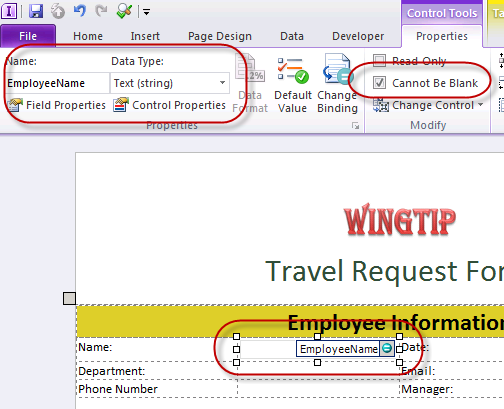 Control Tools Ta
File Home Insert Page Design Data Developer Properties
Name: Data Type:
EmployeeName Text (string)
Field Properties Control Properties
Data Format
Default Value
Change Binding
Read-Only
Cannot Be Blank
Change Control
Properties Modify
WINGTIP
Travel Request For
Employee Information
Name: EmployeeName Date:
Department: Email:
Phone Number Manager: